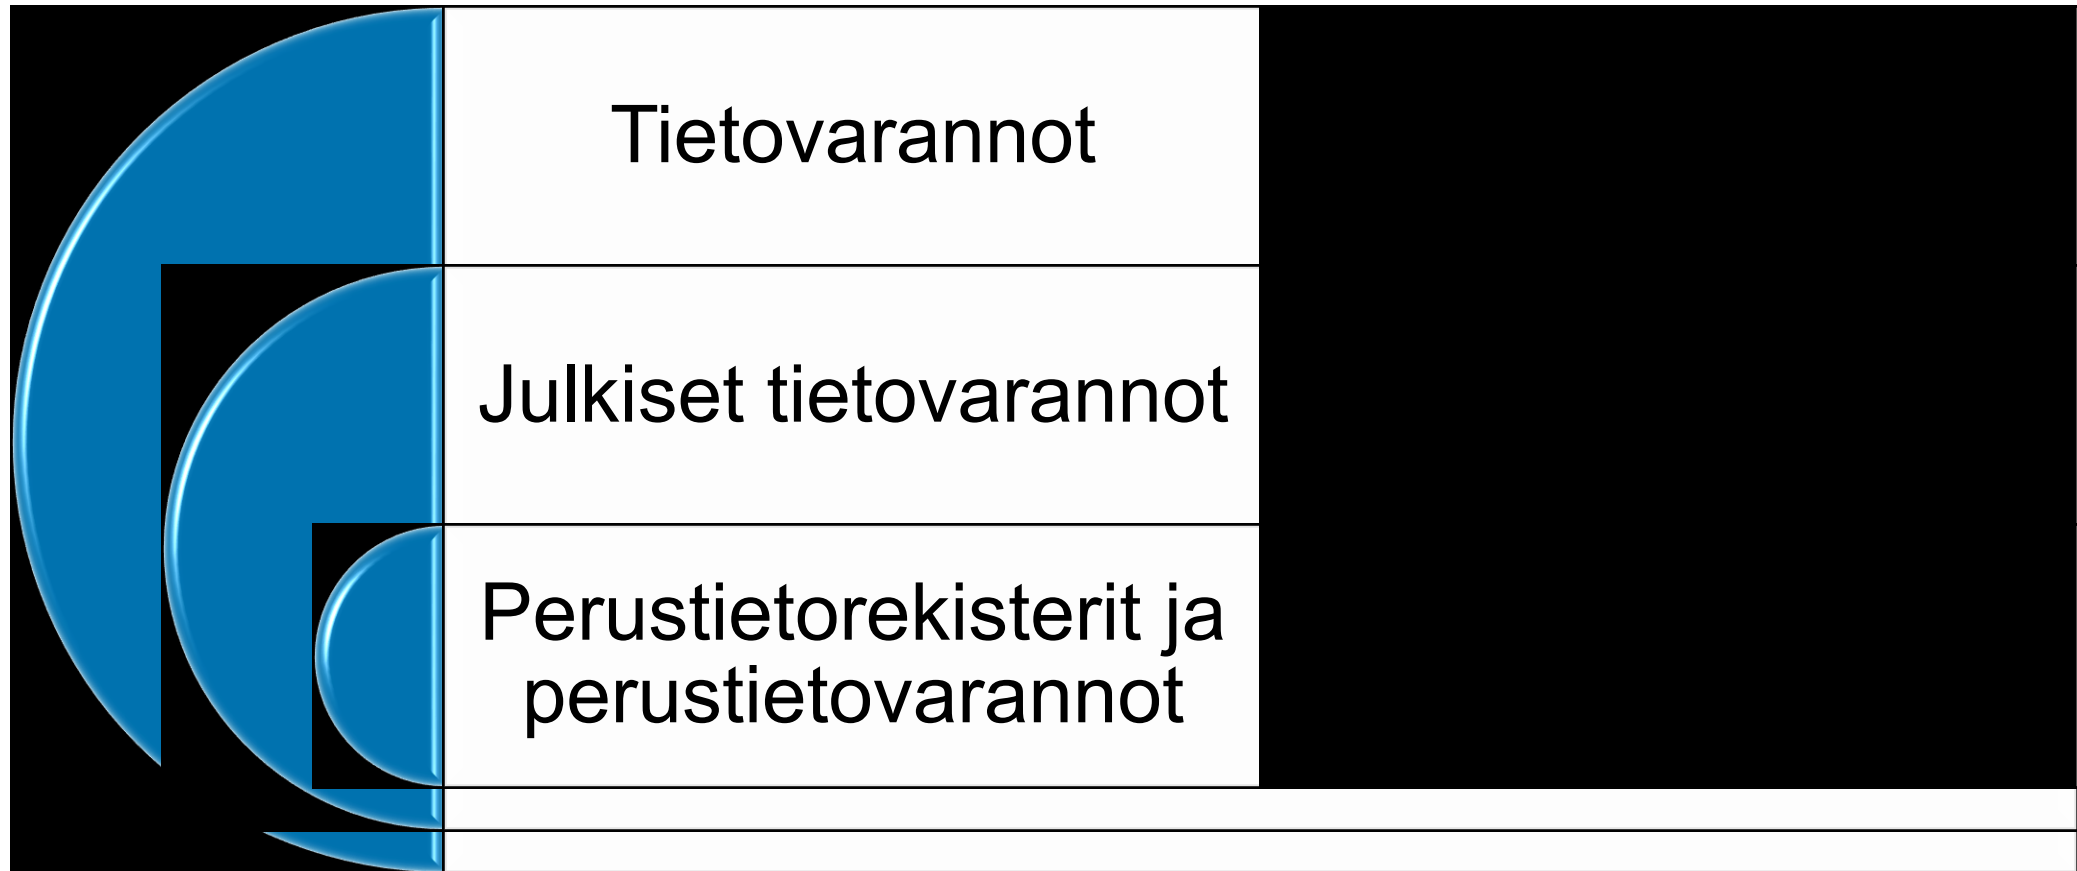 Tietovarannot
Julkiset tietovarannot
Perustietorekisterit ja
perustietovarannot